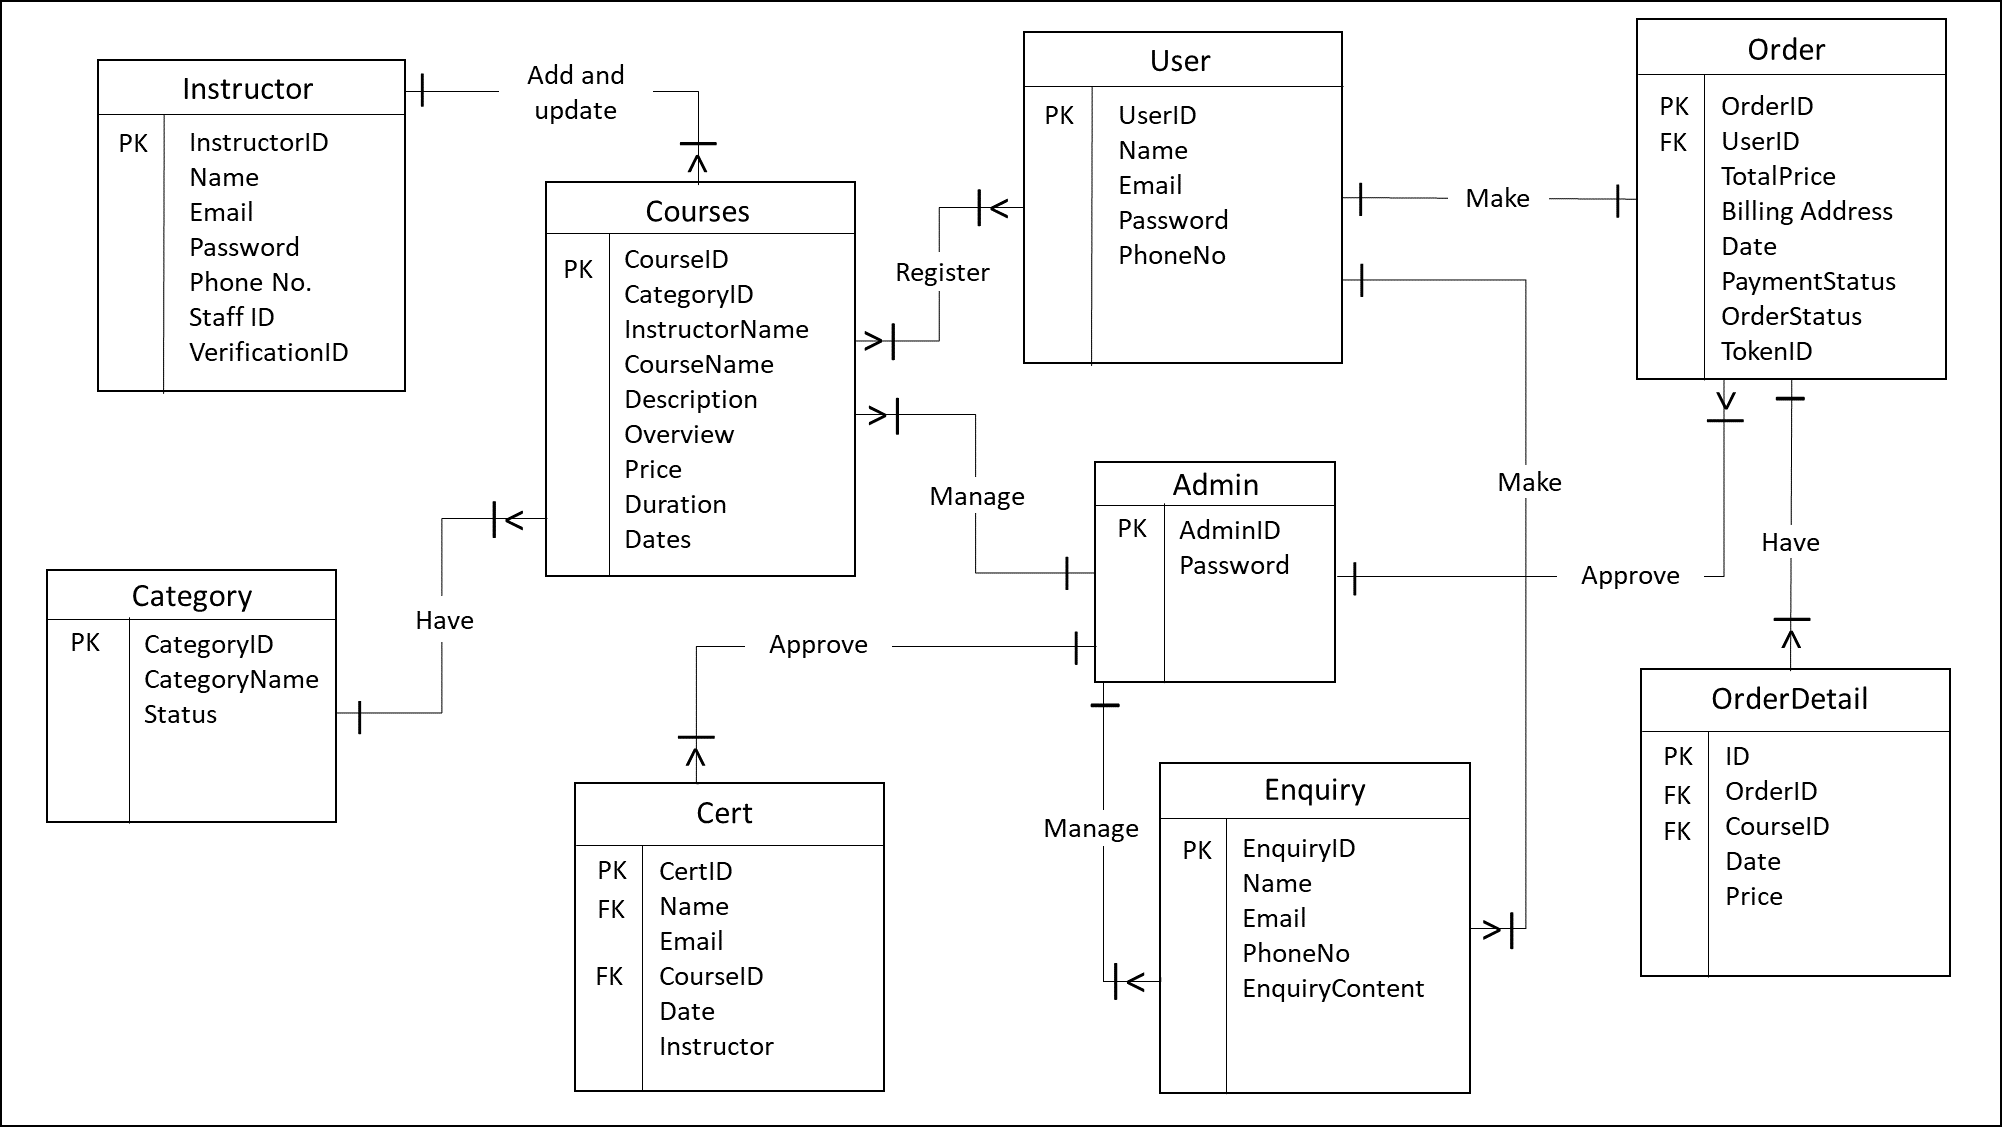 Instructor
PK InstructorID
Name
Email
Password
Phone No.
Staff ID
VerificationID
Add and
update
Courses
PK CourseID
CategoryID
InstructorName
CourseName
Description
Overview
Price
Duration
Dates
Register
User
PK UserID
Name
Email
Password
PhoneNo
Make
Order
PK OrderID
FK UserID
TotalPrice
Billing Address
Date
PaymentStatus
OrderStatus
TokenID
Manage
Admin
PK AdminID
Password
Make
Approve
Have
Category
PK CategoryID
CategoryName
Status
Have
Approve
Cert
PK CertID
FK Name
Email
FK CourseID
Date
Instructor
Manage
Enquiry
PK EnquiryID
Name
Email
PhoneNo
EnquiryContent
OrderDetail
PK ID
FK OrderID
FK CourseID
Date
Price